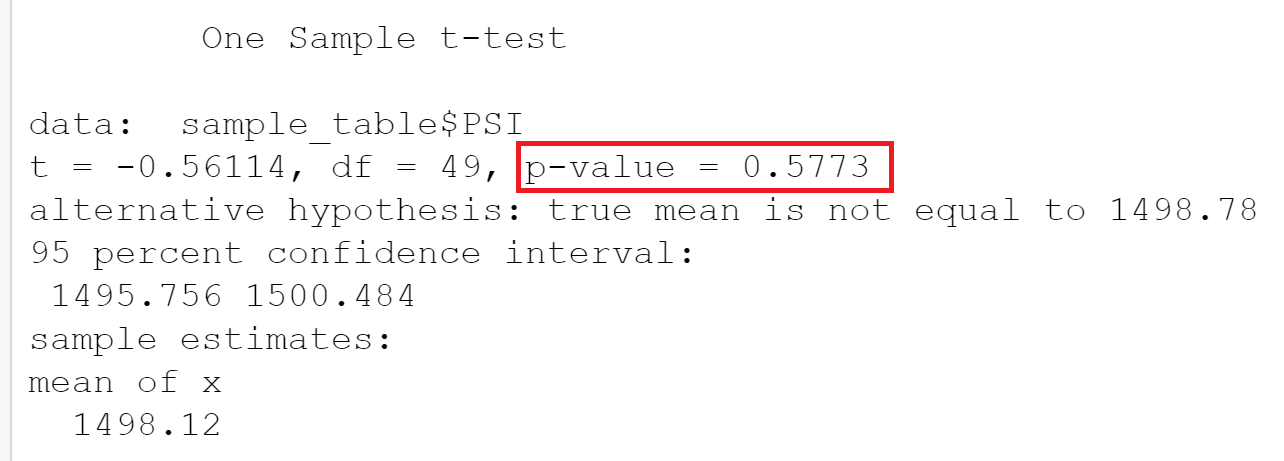 One Sample t-test
data:  sample_table$PSI
t = -0.56114, df = 49, p-value = 0.5773
alternative hypothesis: true mean is not equal to 1498.78
95 percent confidence interval:
1495.756 1500.484
sample estimates:
mean of x
1498.12